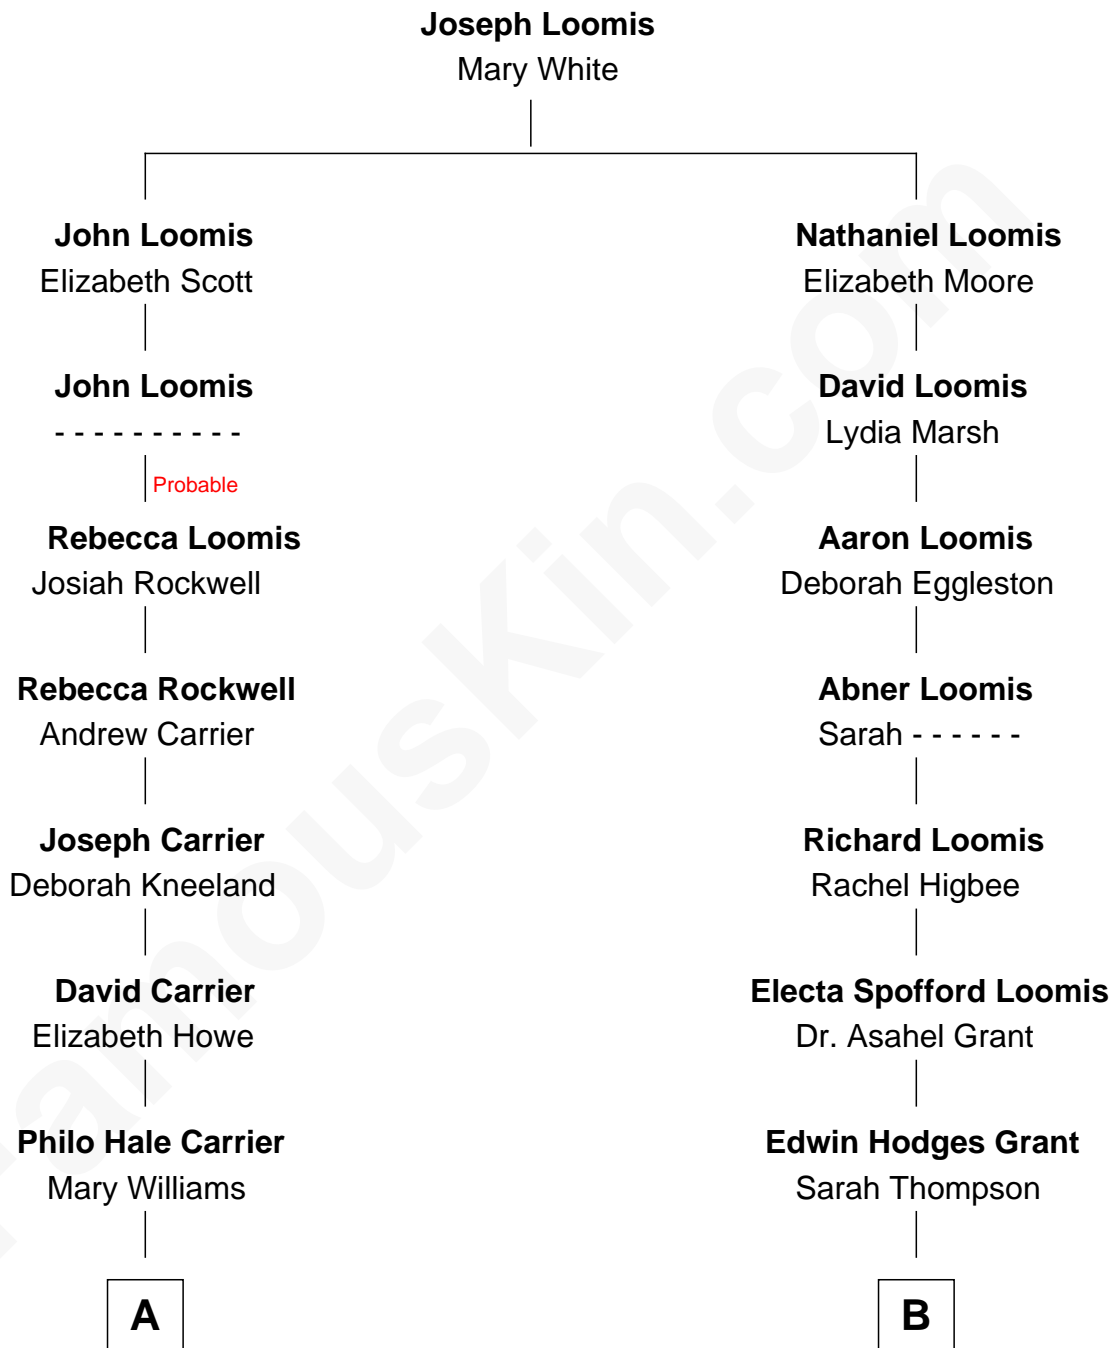 Joseph Loomis
Mary White
John Loomis
Elizabeth Scott
Nathaniel Loomis
Elizabeth Moore
John Loomis
- - - - - - - - - -
David Loomis
Lydia Marsh
Probable
Rebecca Loomis
Josiah Rockwell
Aaron Loomis
Deborah Eggleston
Rebecca Rockwell
Andrew Carrier
Abner Loomis
Sarah - - - - - -
Joseph Carrier
Deborah Kneeland
Richard Loomis
Rachel Higbee
David Carrier
Elizabeth Howe
Electa Spofford Loomis
Dr. Asahel Grant
Philo Hale Carrier
Mary Williams
Edwin Hodges Grant
Sarah Thompson
A
B
FamousKin.com